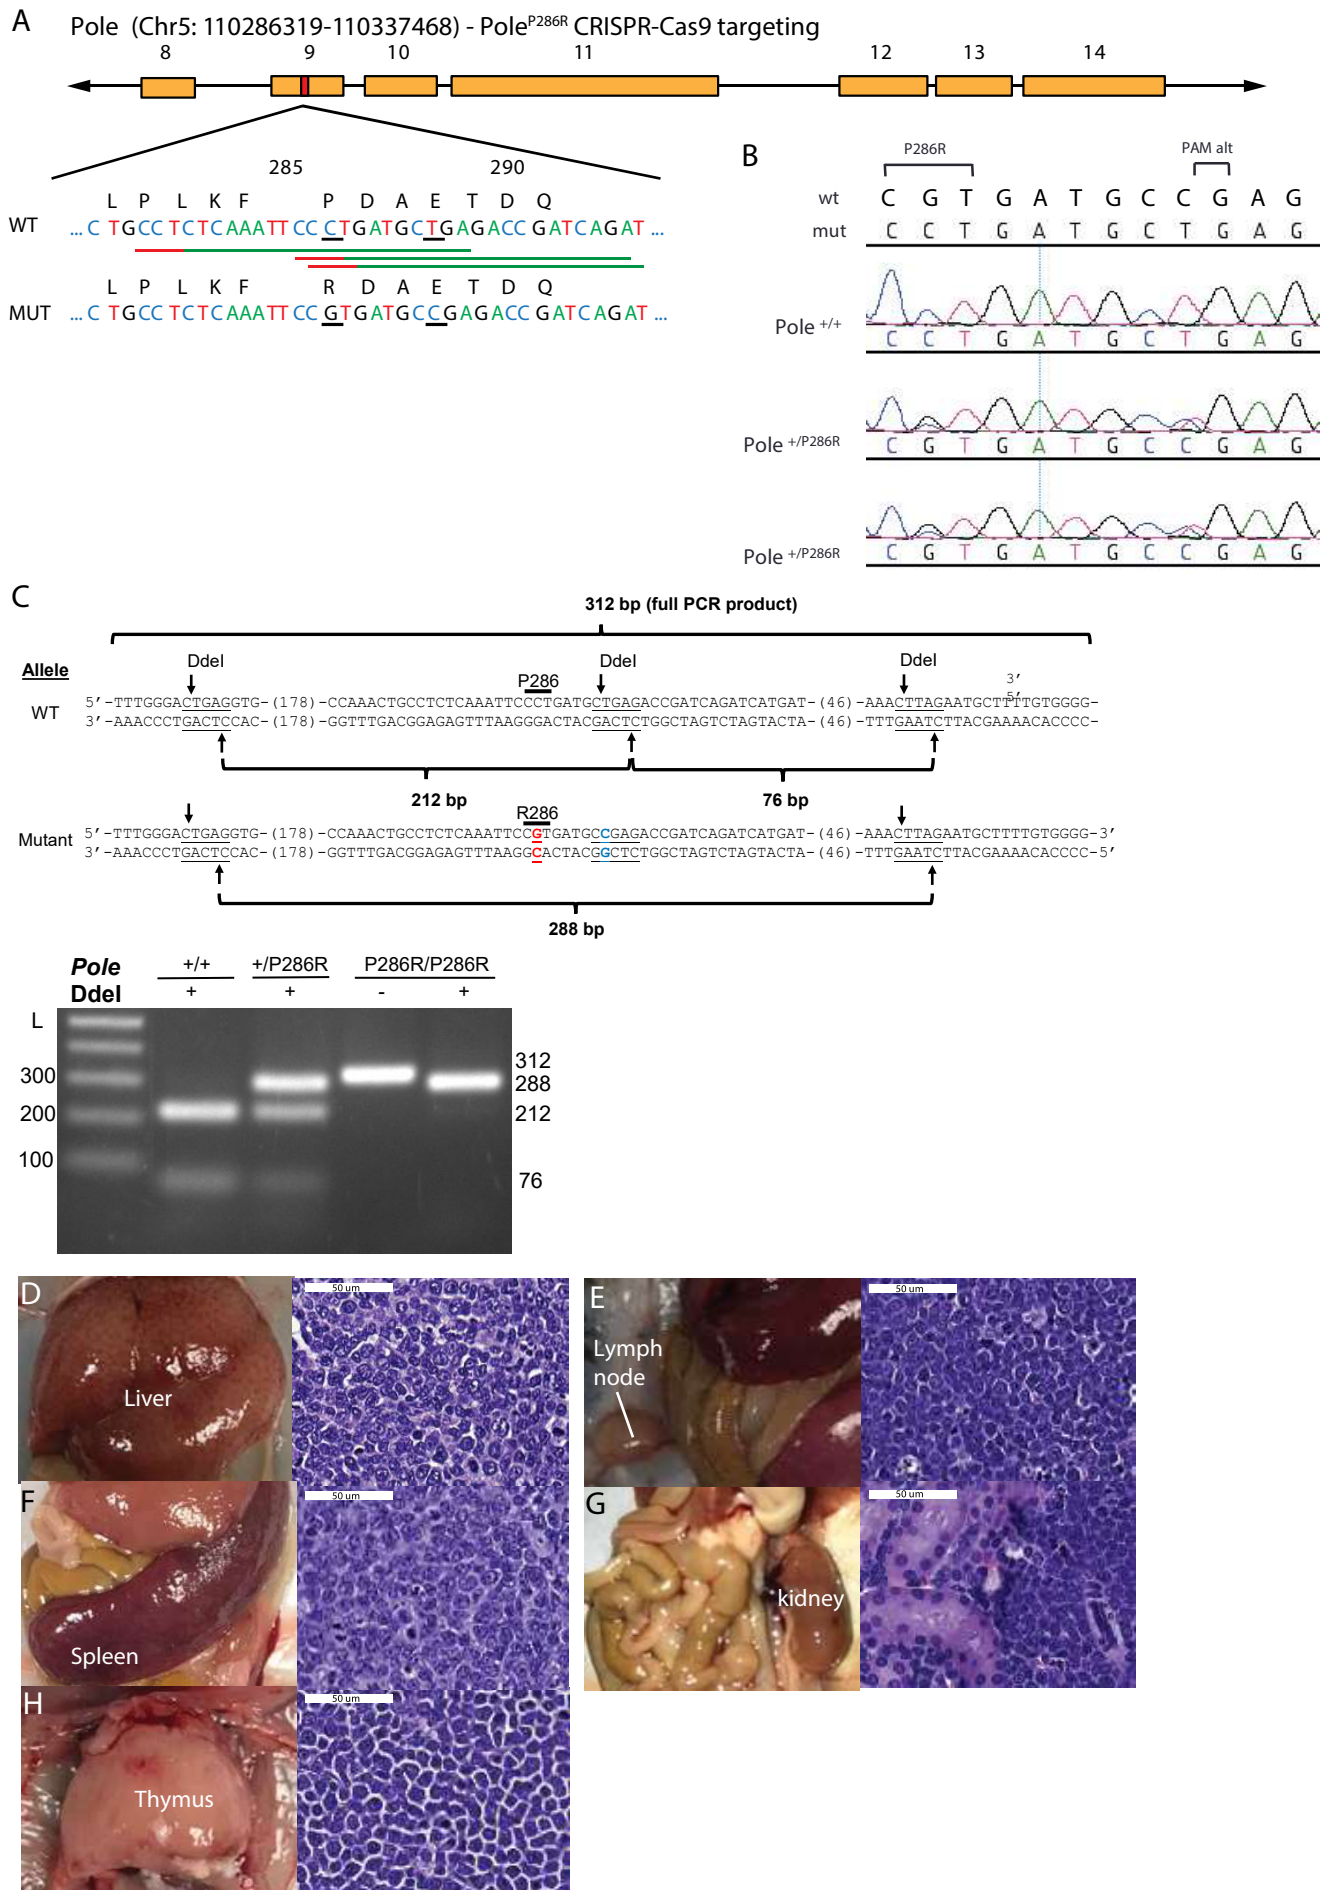 A
Pole (Chr5: 110286319-110337468) - Pole^P286R CRISPR-Cas9 targeting
8 9 10 11 12 13 14
285 290
L P L K F P D A E T D Q
WT ... C TGCCTCTCAAATTCCCTGATGCTGAGACCGATCAGAT ...
L P L K F R D A E T D Q
MUT ... C TGCCTCTCAAATTCCGTGATGCCGAGACCGATCAGAT ...
B
P286R PAM alt
wt C G T G A T G C C G A G
mut C C T G A T G C T G A G
Pole +/+
C C T G A T G C T G A G
Pole +/P286R
C G T G A T G C C G A G
Pole +/P286R
C G T G A T G C C G A G
C
312 bp (full PCR product)
Allele
DdeI DdeI DdeI
P286
3'
5'
WT
5'-TTTGGGACTGAGGTG-(178)-CCAAACTGCCTCTCAAATTCCCTGATGCTGAGACCGATCAGATCATGAT-(46)-AAACTTAGAATGCTTTTGTGGGG-
3'-AAACCCTGACTCCAC-(178)-GGTTTGACGGAGAGTTTAAGGGACTACGACTCTGGCTAGTCTAGTACTA-(46)-TTTGAATCTTACGAAAACACCCC-
212 bp 76 bp
R286
Mutant
5'-TTTGGGACTGAGGTG-(178)-CCAAACTGCCTCTCAAATTCCGTGATGCCGAGACCGATCAGATCATGAT-(46)-AAACTTAGAATGCTTTTGTGGGG-3'
3'-AAACCCTGACTCCAC-(178)-GGTTTGACGGAGAGTTTAAGGCACTACGGCTCTGGCTAGTCTAGTACTA-(46)-TTTGAATCTTACGAAAACACCCC-5'
288 bp
Pole +/+ +/P286R P286R/P286R
DdeI + + - +
L
300
200
100
312
288
212
76
D
Liver
50 um
E
Lymph
node
50 um
F
Spleen
50 um
G
kidney
50 um
H
Thymus
50 um